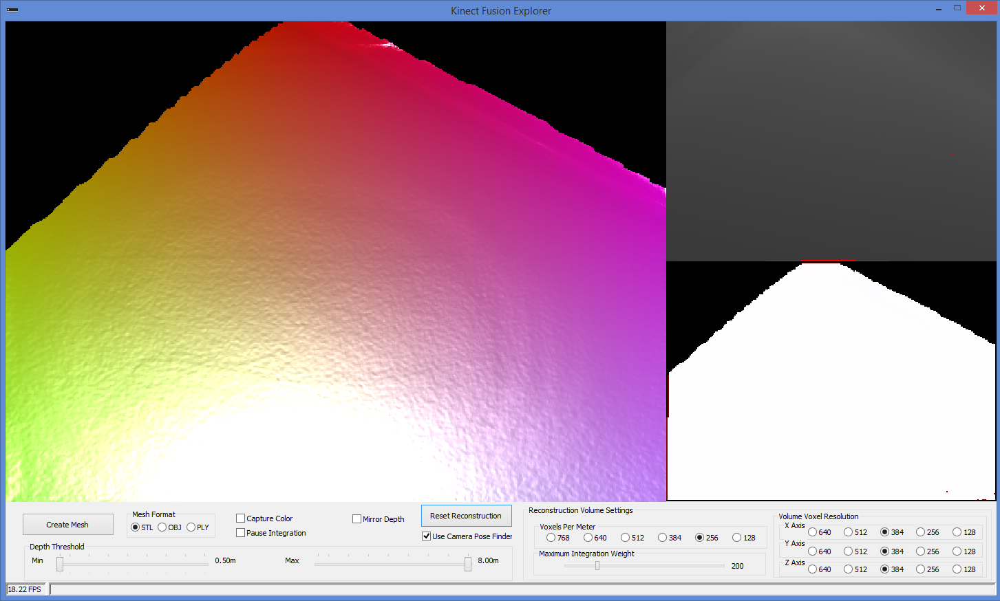 Kinect Fusion Explorer
Create Mesh
Mesh Format
STL OBJ PLY
Capture Color
Pause Integration
Mirror Depth
Reset Reconstruction
Use Camera Pose Finder
Depth Threshold
Min 0.50m Max 8.00m
Reconstruction Volume Settings
Voxels Per Meter
768 640 512 384 256 128
Maximum Integration Weight
200
Volume Voxel Resolution
X Axis 640 512 384 256 128
Y Axis 640 512 384 256 128
Z Axis 640 512 384 256 128
18.22 FPS